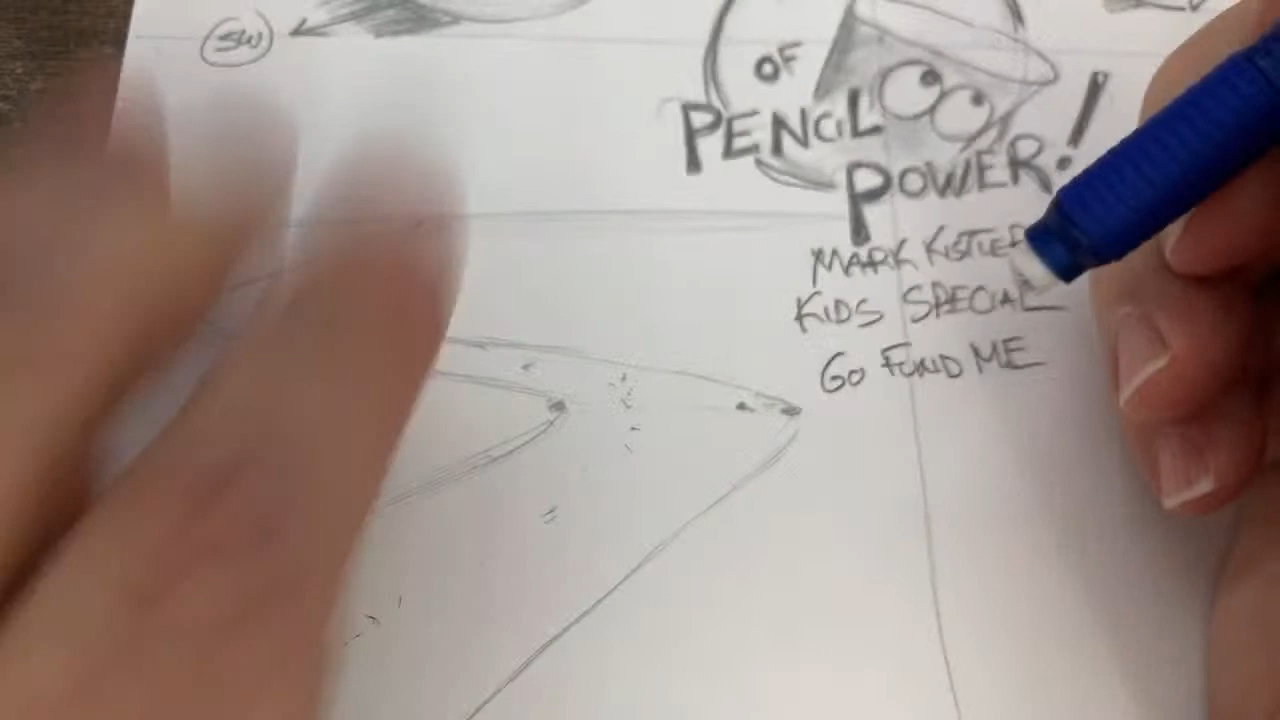 SW
OF
PENCIL
POWER!
MARK KISTLER
KIDS SPECIAL
GO FUND ME